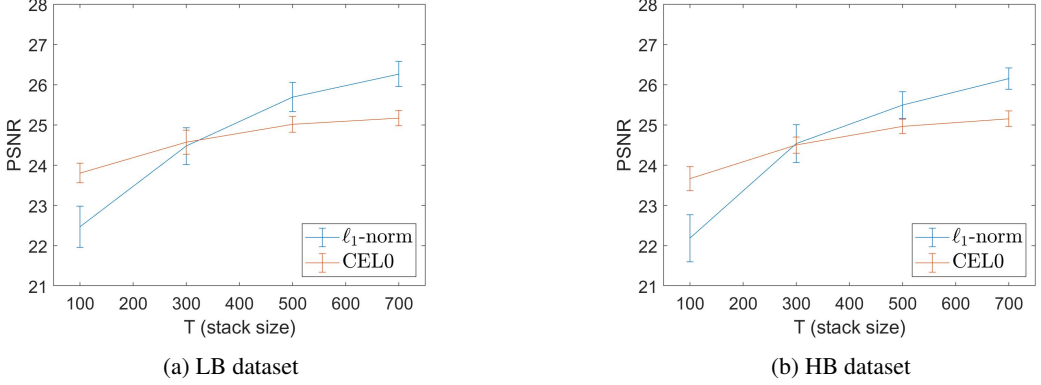 28
27
26
25
24
23
22
21
PSNR
100 200 300 400 500 600 700
T (stack size)
ℓ₁-norm
CEL0
(a) LB dataset
28
27
26
25
24
23
22
21
PSNR
100 200 300 400 500 600 700
T (stack size)
ℓ₁-norm
CEL0
(b) HB dataset